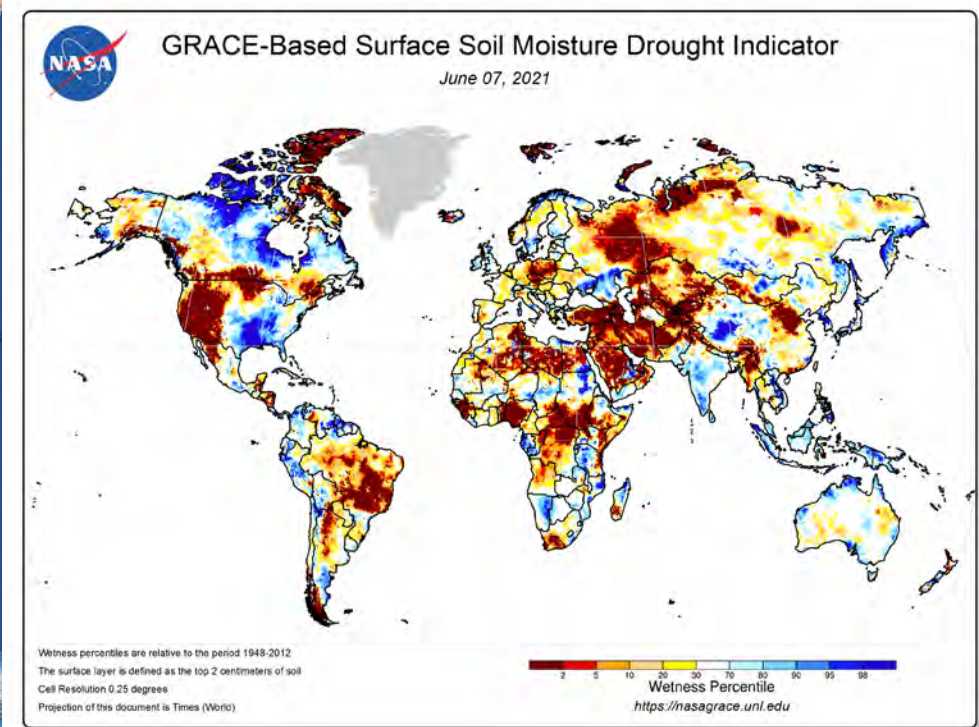 NASA
GRACE-Based Surface Soil Moisture Drought Indicator
June 07, 2021
Wetness percentiles are relative to the period 1948-2012
The surface layer is defined as the top 2 centimeters of soil
Cell Resolution 0.25 degrees
Projection of this document is Times (World)
2 5 10 20 30 70 80 90 95 98
Wetness Percentile
https://nasagrace.unl.edu